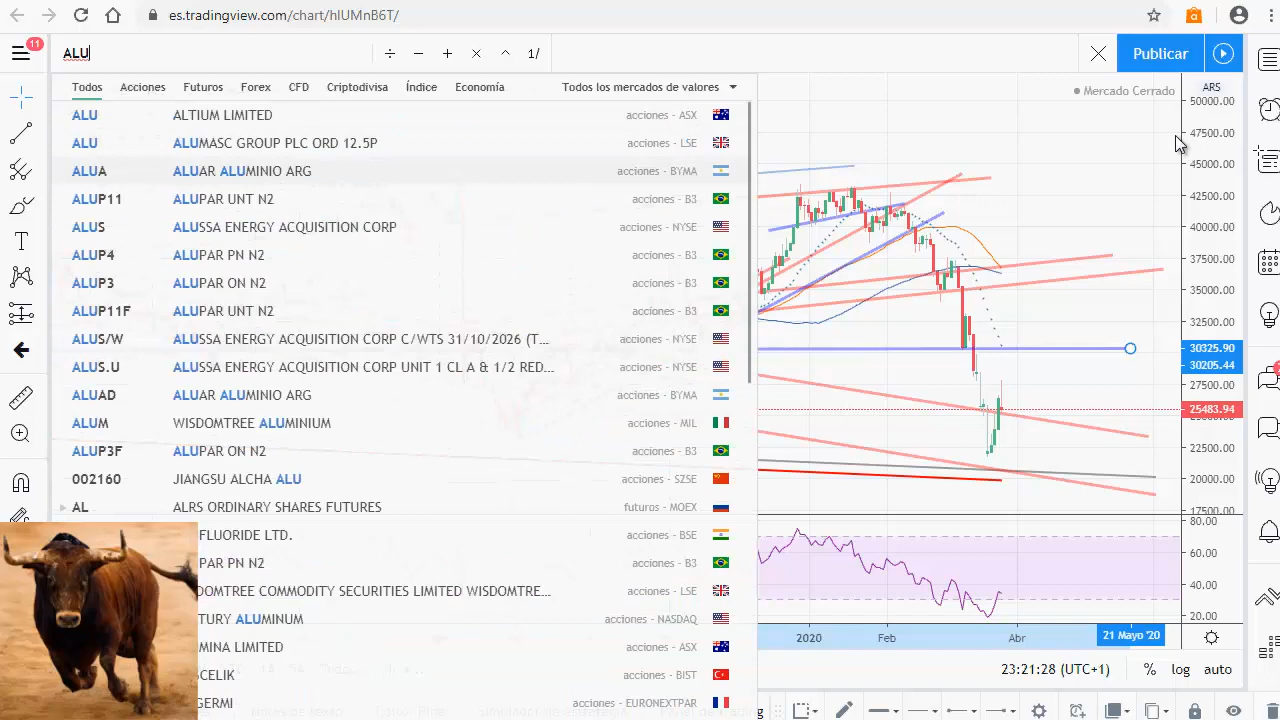 es.tradingview.com/chart/hlUMnB6T/
11
ALU
÷ − + × ^ 1/
Publicar
Todos Acciones Futuros Forex CFD Criptodivisa Índice Economía Todos los mercados de valores
ALU ALTIUM LIMITED acciones - ASX
ALU ALUMASC GROUP PLC ORD 12.5P acciones - LSE
ALUA ALUAR ALUMINIO ARG acciones - BYMA
ALUP11 ALUPAR UNT N2 acciones - B3
ALUS ALUSSA ENERGY ACQUISITION CORP acciones - NYSE
ALUP4 ALUPAR PN N2 acciones - B3
ALUP3 ALUPAR ON N2 acciones - B3
ALUP11F ALUPAR UNT N2 acciones - B3
ALUS/W ALUSSA ENERGY ACQUISITION CORP C/WTS 31/10/2026 (T... acciones - NYSE
ALUS.U ALUSSA ENERGY ACQUISITION CORP UNIT 1 CL A & 1/2 RED... acciones - NYSE
ALUAD ALUAR ALUMINIO ARG acciones - BYMA
ALUM WISDOMTREE ALUMINIUM acciones - MIL
ALUP3F ALUPAR ON N2 acciones - B3
002160 JIANGSU ALCHA ALU acciones - SZSE
AL ALRS ORDINARY SHARES FUTURES futuros - MOEX
FLUORIDE LTD. acciones - BSE
PAR PN N2 acciones - B3
DOMTREE COMMODITY SECURITIES LIMITED WISDOMTRE... acciones - LSE
TURY ALUMINUM acciones - NASDAQ
MINA LIMITED acciones - ASX
CELIK acciones - BIST
GERMI acciones - EURONEXTPAR
Mercado Cerrado
ARS
50000.00
47500.00
45000.00
42500.00
40000.00
37500.00
35000.00
32500.00
30325.90
30205.44
27500.00
25483.94
22500.00
20000.00
17500.00
80.00
60.00
40.00
20.00
2020 Feb Abr 21 Mayo '20
23:21:28 (UTC+1) % log auto